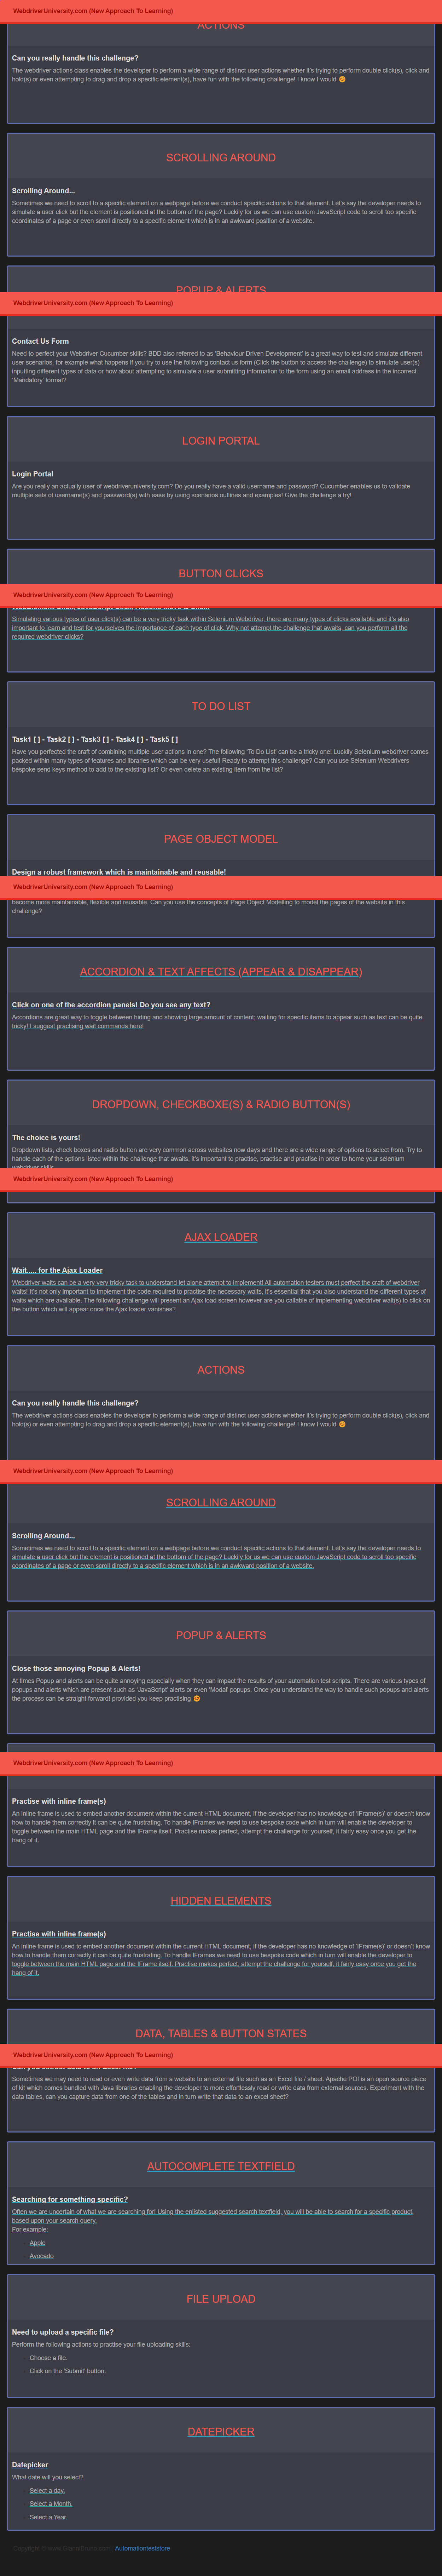 WebdriverUniversity.com (New Approach To Learning)
ACTIONS
Can you really handle this challenge?
The webdriver actions class enables the developer to perform a wide range of distinct user actions whether it's trying to perform double click(s), click and
hold(s) or even attempting to drag and drop a specific element(s), have fun with the following challenge! I know I would 😊
SCROLLING AROUND
Scrolling Around...
Sometimes we need to scroll to a specific element on a webpage before we conduct specific actions to that element. Let's say the developer needs to
simulate a user click but the element is positioned at the bottom of the page? Luckily for us we can use custom JavaScript code to scroll too specific
coordinates of a page or even scroll directly to a specific element which is in an awkward position of a website.
POPUP & ALERTS
WebdriverUniversity.com (New Approach To Learning)
Contact Us Form
Need to perfect your Webdriver Cucumber skills? BDD also referred to as 'Behaviour Driven Development' is a great way to test and simulate different
user scenarios, for example what happens if you try to use the following contact us form (Click the button to access the challenge) to simulate user(s)
inputting different types of data or how about attempting to simulate a user submitting information to the form using an email address in the incorrect
'Mandatory' format?
LOGIN PORTAL
Login Portal
Are you really an actually user of webdriveruniversity.com? Do you really have a valid username and password? Cucumber enables us to validate
multiple sets of username(s) and password(s) with ease by using scenarios outlines and examples! Give the challenge a try!
BUTTON CLICKS
WebdriverUniversity.com (New Approach To Learning)
Simulating various types of user click(s) can be a very tricky task within Selenium Webdriver, there are many types of clicks available and it's also
important to learn and test for yourselves the importance of each type of click. Why not attempt the challenge that awaits, can you perform all the
required webdriver clicks?
TO DO LIST
Task1 [ ] - Task2 [ ] - Task3 [ ] - Task4 [ ] - Task5 [ ]
Have you perfected the craft of combining multiple user actions in one? The following 'To Do List' can be a tricky one! Luckily Selenium webdriver comes
packed within many types of features and libraries which can be very useful! Ready to attempt this challenge? Can you use Selenium Webdrivers
bespoke send keys method to add to the existing list? Or even delete an existing item from the list?
PAGE OBJECT MODEL
Design a robust framework which is maintainable and reusable!
WebdriverUniversity.com (New Approach To Learning)
become more maintainable, flexible and reusable. Can you use the concepts of Page Object Modelling to model the pages of the website in this
challenge?
ACCORDION & TEXT AFFECTS (APPEAR & DISAPPEAR)
Click on one of the accordion panels! Do you see any text?
Accordions are great way to toggle between hiding and showing large amount of content; waiting for specific items to appear such as text can be quite
tricky! I suggest practising wait commands here!
DROPDOWN, CHECKBOXE(S) & RADIO BUTTON(S)
The choice is yours!
Dropdown lists, check boxes and radio button are very common across websites now days and there are a wide range of options to select from. Try to
handle each of the options listed within the challenge that awaits, it's important to practise, practise and practise in order to home your selenium
webdriver skills
WebdriverUniversity.com (New Approach To Learning)
AJAX LOADER
Wait..... for the Ajax Loader
Webdriver waits can be a very very tricky task to understand let alone attempt to implement! All automation testers must perfect the craft of webdriver
waits! It's not only important to implement the code required to practise the necessary waits, it's essential that you also understand the different types of
waits which are available. The following challenge will present an Ajax load screen however are you callable of implementing webdriver wait(s) to click on
the button which will appear once the Ajax loader vanishes?
ACTIONS
Can you really handle this challenge?
The webdriver actions class enables the developer to perform a wide range of distinct user actions whether it's trying to perform double click(s), click and
hold(s) or even attempting to drag and drop a specific element(s), have fun with the following challenge! I know I would 😊
WebdriverUniversity.com (New Approach To Learning)
SCROLLING AROUND
Scrolling Around...
Sometimes we need to scroll to a specific element on a webpage before we conduct specific actions to that element. Let's say the developer needs to
simulate a user click but the element is positioned at the bottom of the page? Luckily for us we can use custom JavaScript code to scroll too specific
coordinates of a page or even scroll directly to a specific element which is in an awkward position of a website.
POPUP & ALERTS
Close those annoying Popup & Alerts!
At times Popup and alerts can be quite annoying especially when they can impact the results of your automation test scripts. There are various types of
popups and alerts which are present such as 'JavaScript' alerts or even 'Modal' popups. Once you understand the way to handle such popups and alerts
the process can be straight forward! provided you keep practising 😊
WebdriverUniversity.com (New Approach To Learning)
Practise with inline frame(s)
An inline frame is used to embed another document within the current HTML document, if the developer has no knowledge of 'IFrame(s)' or doesn't know
how to handle them correctly it can be quite frustrating. To handle IFrames we need to use bespoke code which in turn will enable the developer to
toggle between the main HTML page and the IFrame itself. Practise makes perfect, attempt the challenge for yourself, it fairly easy once you get the
hang of it.
HIDDEN ELEMENTS
Practise with inline frame(s)
An inline frame is used to embed another document within the current HTML document, if the developer has no knowledge of 'IFrame(s)' or doesn't know
how to handle them correctly it can be quite frustrating. To handle IFrames we need to use bespoke code which in turn will enable the developer to
toggle between the main HTML page and the IFrame itself. Practise makes perfect, attempt the challenge for yourself, it fairly easy once you get the
hang of it.
DATA, TABLES & BUTTON STATES
WebdriverUniversity.com (New Approach To Learning)
Sometimes we may need to read or even write data from a website to an external file such as an Excel file / sheet. Apache POI is an open source piece
of kit which comes bundled with Java libraries enabling the developer to more effortlessly read or write data from external sources. Experiment with the
data tables, can you capture data from one of the tables and in turn write that data to an excel sheet?
AUTOCOMPLETE TEXTFIELD
Searching for something specific?
Often we are uncertain of what we are searching for! Using the enlisted suggested search textfield, you will be able to search for a specific product,
based upon your search query.
For example:
Apple
Avocado
FILE UPLOAD
Need to upload a specific file?
Perform the following actions to practise your file uploading skills:
Choose a file.
Click on the 'Submit' button.
DATEPICKER
Datepicker
What date will you select?
Select a day.
Select a Month.
Select a Year.
Automationteststore